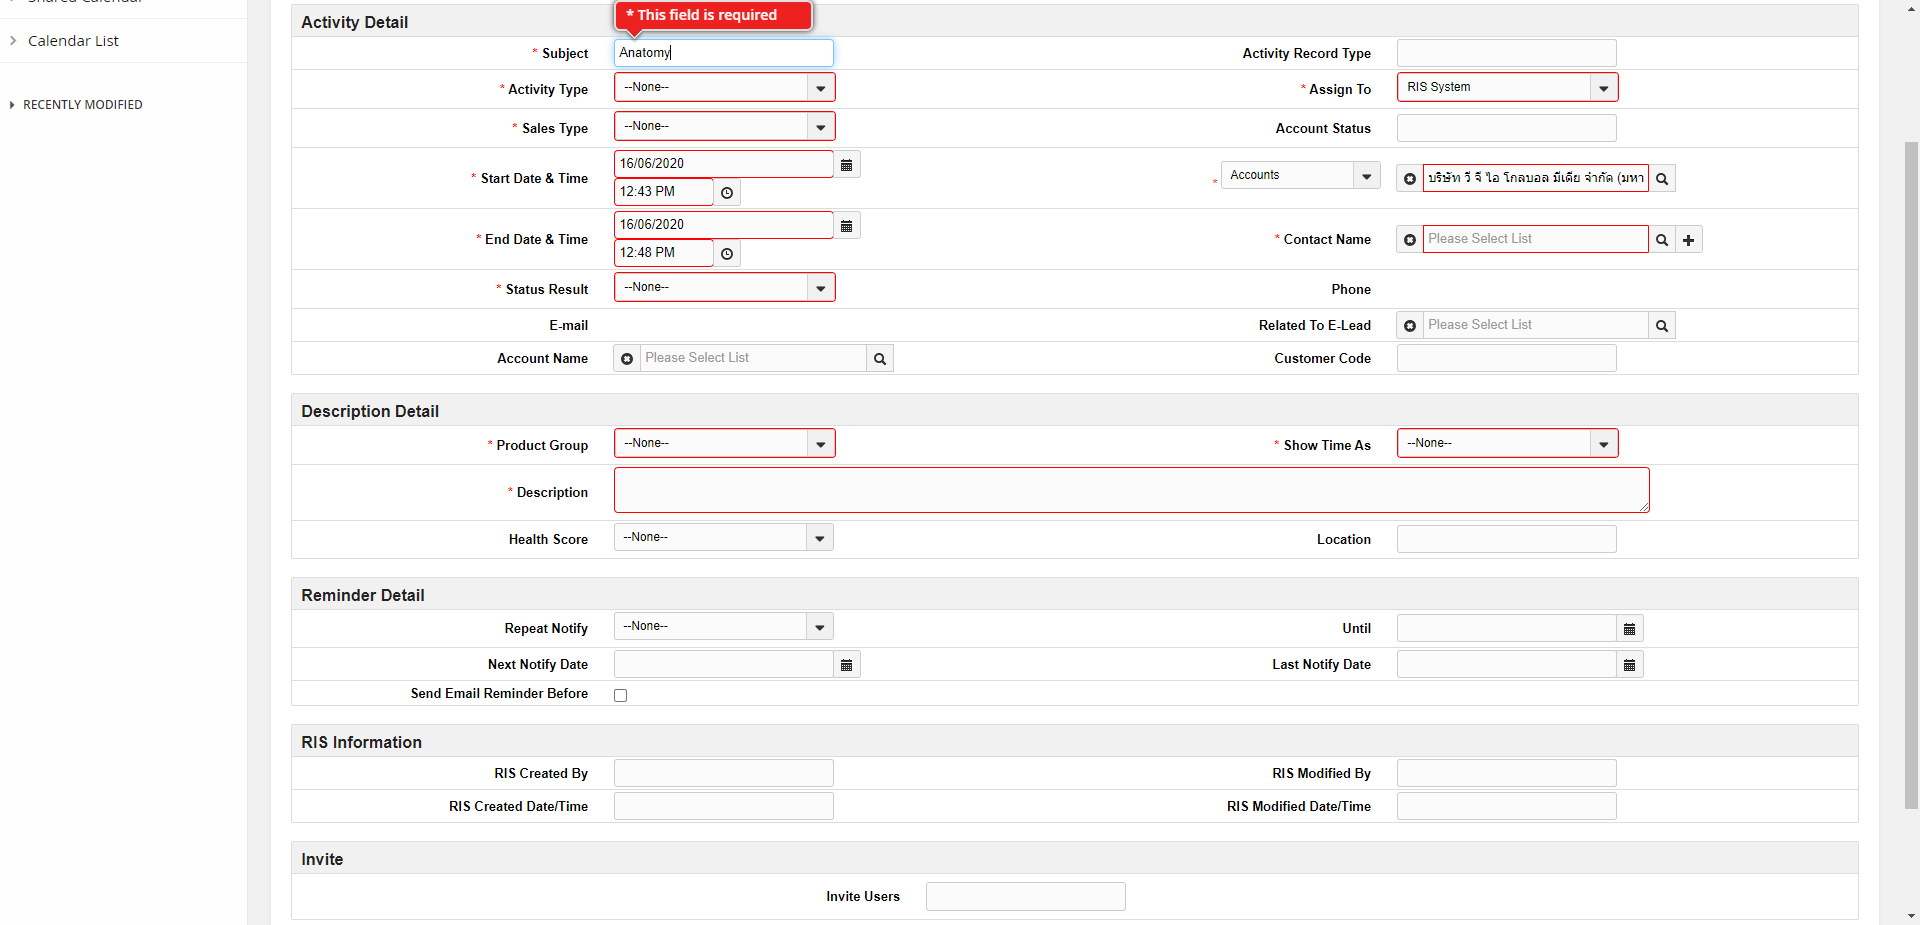 Shared Calendar
Calendar List
RECENTLY MODIFIED
* This field is required
Activity Detail
* Subject Anatomy Activity Record Type
* Activity Type --None-- * Assign To RIS System
* Sales Type --None-- Account Status
* Start Date & Time 16/06/2020 12:43 PM * Accounts บริษัท วี จี ไอ โกลบอล มีเดีย จำกัด (มหา
* End Date & Time 16/06/2020 12:48 PM * Contact Name Please Select List
* Status Result --None-- Phone
E-mail Related To E-Lead Please Select List
Account Name Please Select List Customer Code
Description Detail
* Product Group --None-- * Show Time As --None--
* Description
Health Score --None-- Location
Reminder Detail
Repeat Notify --None-- Until
Next Notify Date Last Notify Date
Send Email Reminder Before
RIS Information
RIS Created By RIS Modified By
RIS Created Date/Time RIS Modified Date/Time
Invite
Invite Users